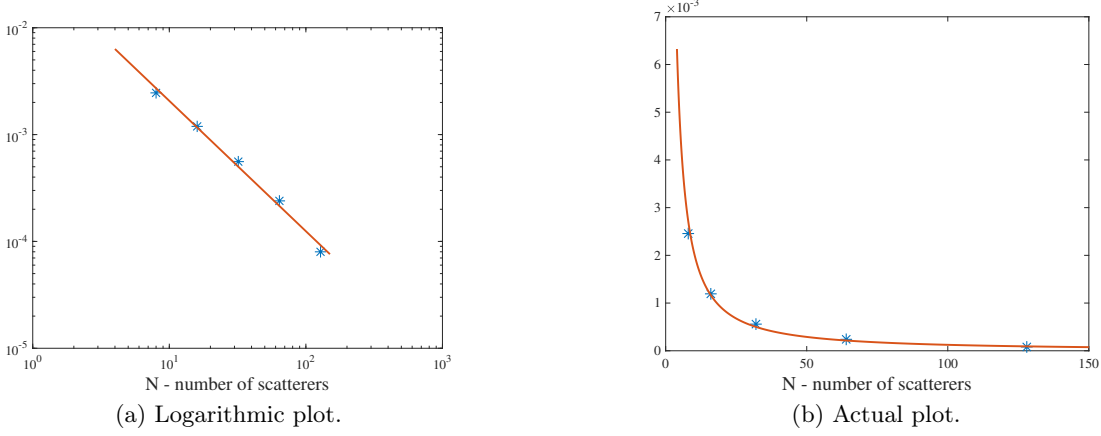 10^-2
10^-3
10^-4
10^-5
10^0 10^1 10^2 10^3
N - number of scatterers
(a) Logarithmic plot.
×10^-3
7
6
5
4
3
2
1
0
0 50 100 150
N - number of scatterers
(b) Actual plot.